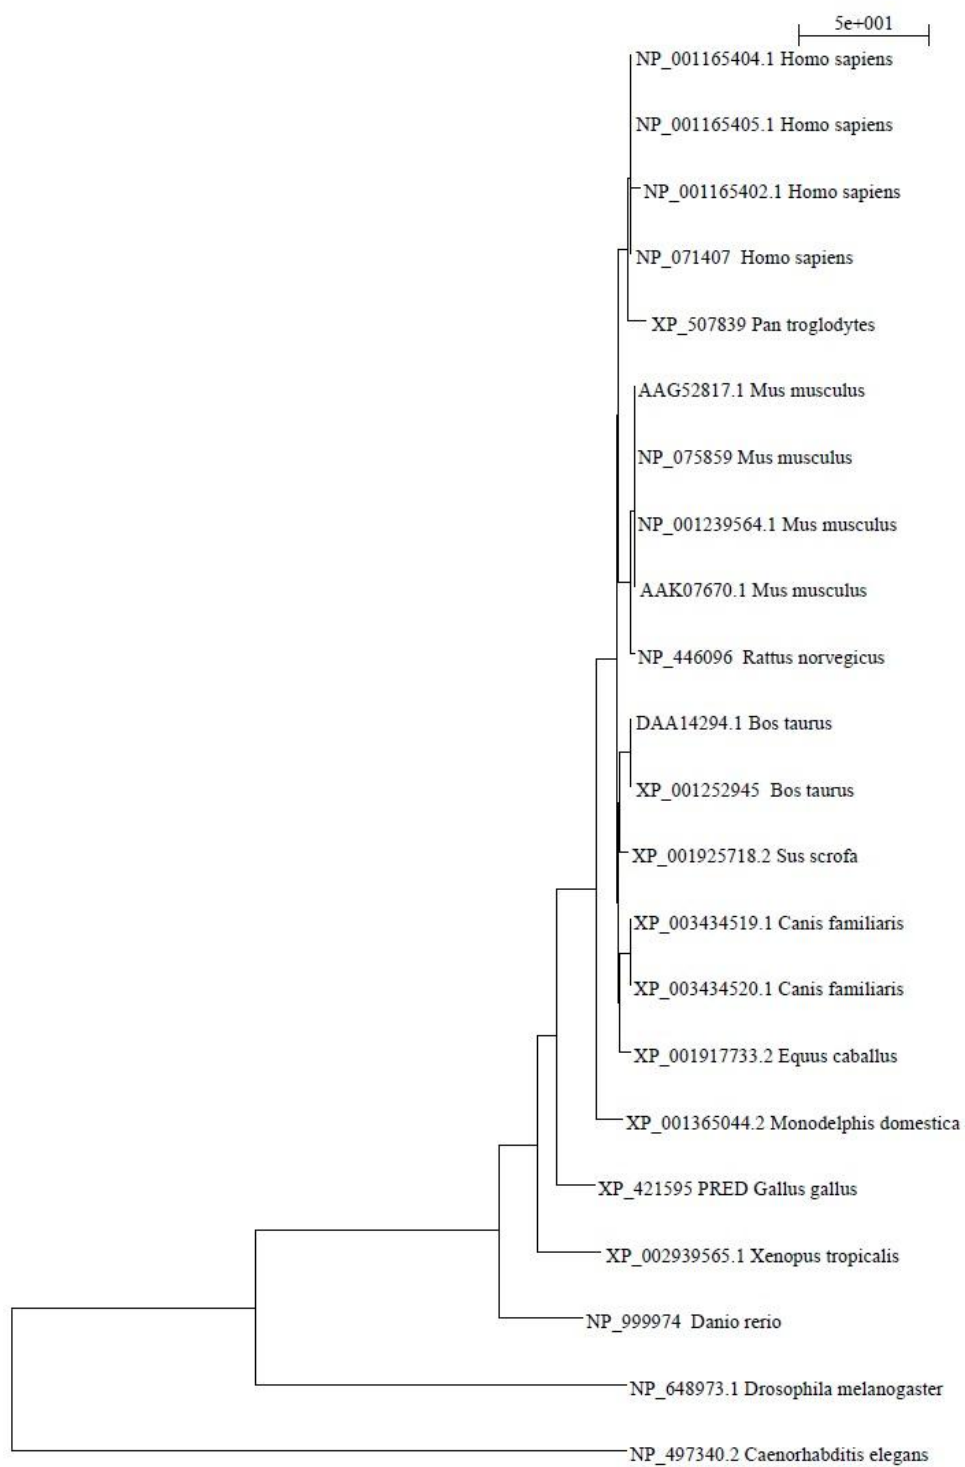 5e+001
NP_001165404.1 Homo sapiens
NP_001165405.1 Homo sapiens
NP_001165402.1 Homo sapiens
NP_071407 Homo sapiens
XP_507839 Pan troglodytes
AAG52817.1 Mus musculus
NP_075859 Mus musculus
NP_001239564.1 Mus musculus
AAK07670.1 Mus musculus
NP_446096 Rattus norvegicus
DAA14294.1 Bos taurus
XP_001252945 Bos taurus
XP_001925718.2 Sus scrofa
XP_003434519.1 Canis familiaris
XP_003434520.1 Canis familiaris
XP_001917733.2 Equus caballus
XP_001365044.2 Monodelphis domestica
XP_421595 PRED Gallus gallus
XP_002939565.1 Xenopus tropicalis
NP_999974 Danio rerio
NP_648973.1 Drosophila melanogaster
NP_497340.2 Caenorhabditis elegans